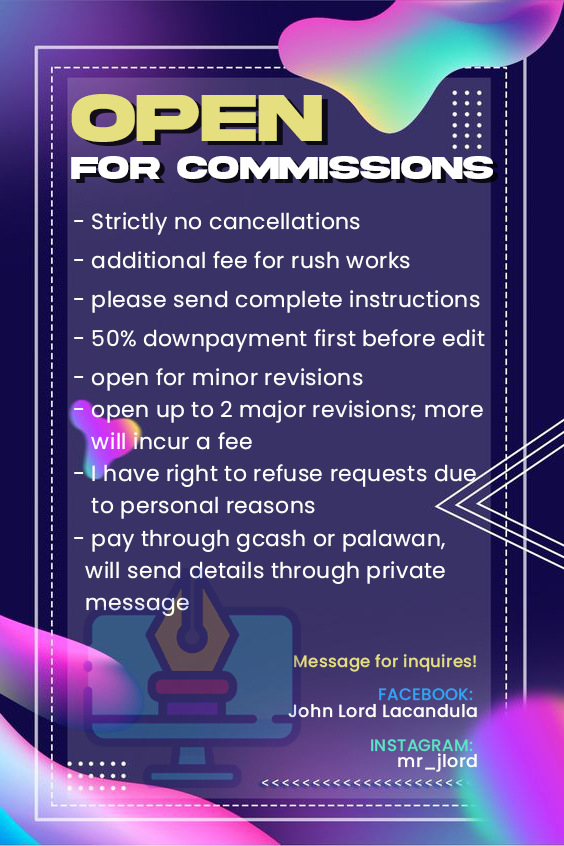 OPEN
FOR COMMISSIONS
- Strictly no cancellations
- additional fee for rush works
- please send complete instructions
- 50% downpayment first before edit
- open for minor revisions
- open up to 2 major revisions; more
will incur a fee
- I have right to refuse requests due
to personal reasons
- pay through gcash or palawan,
will send details through private
message
Message for inquires!
FACEBOOK:
John Lord Lacandula
INSTAGRAM:
mr_jlord